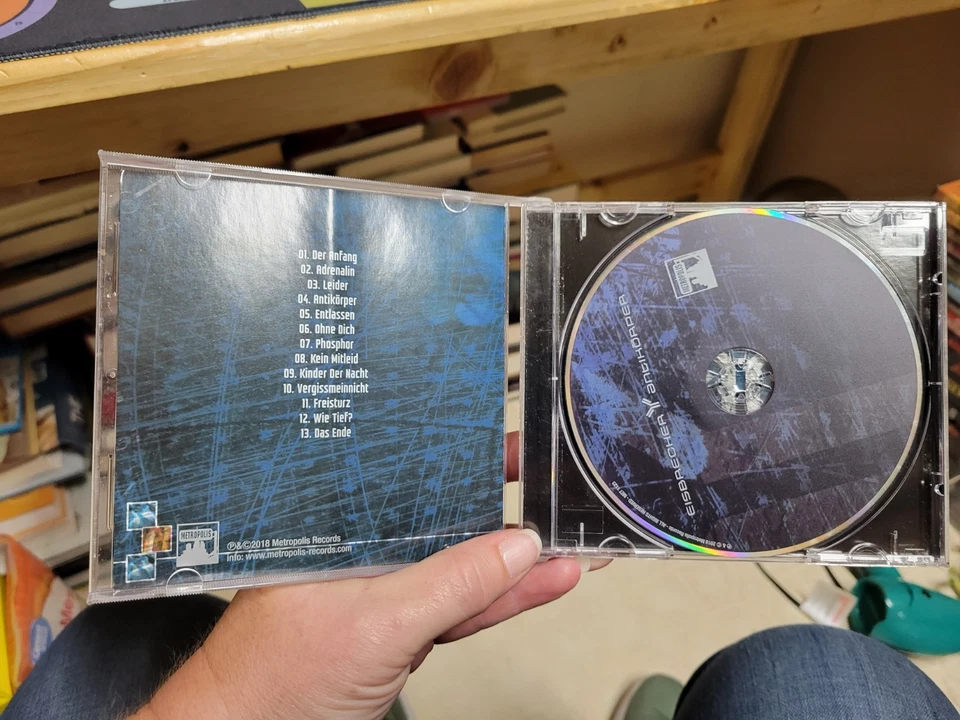 01. Der Anfang
02. Adrenalin
03. Leider
04. Antikörper
05. Entlassen
06. Ohne Dich
07. Phosphor
08. Kein Mitleid
09. Kinder Der Nacht
10. Vergissmeinnicht
11. Freisturz
12. Wie Tief?
13. Das Ende
METROPOLIS
℗&©2018 Metropolis Records
Info: www.metropolis-records.com
METROPOLIS
EISBRECHER ANTIKÖRPER